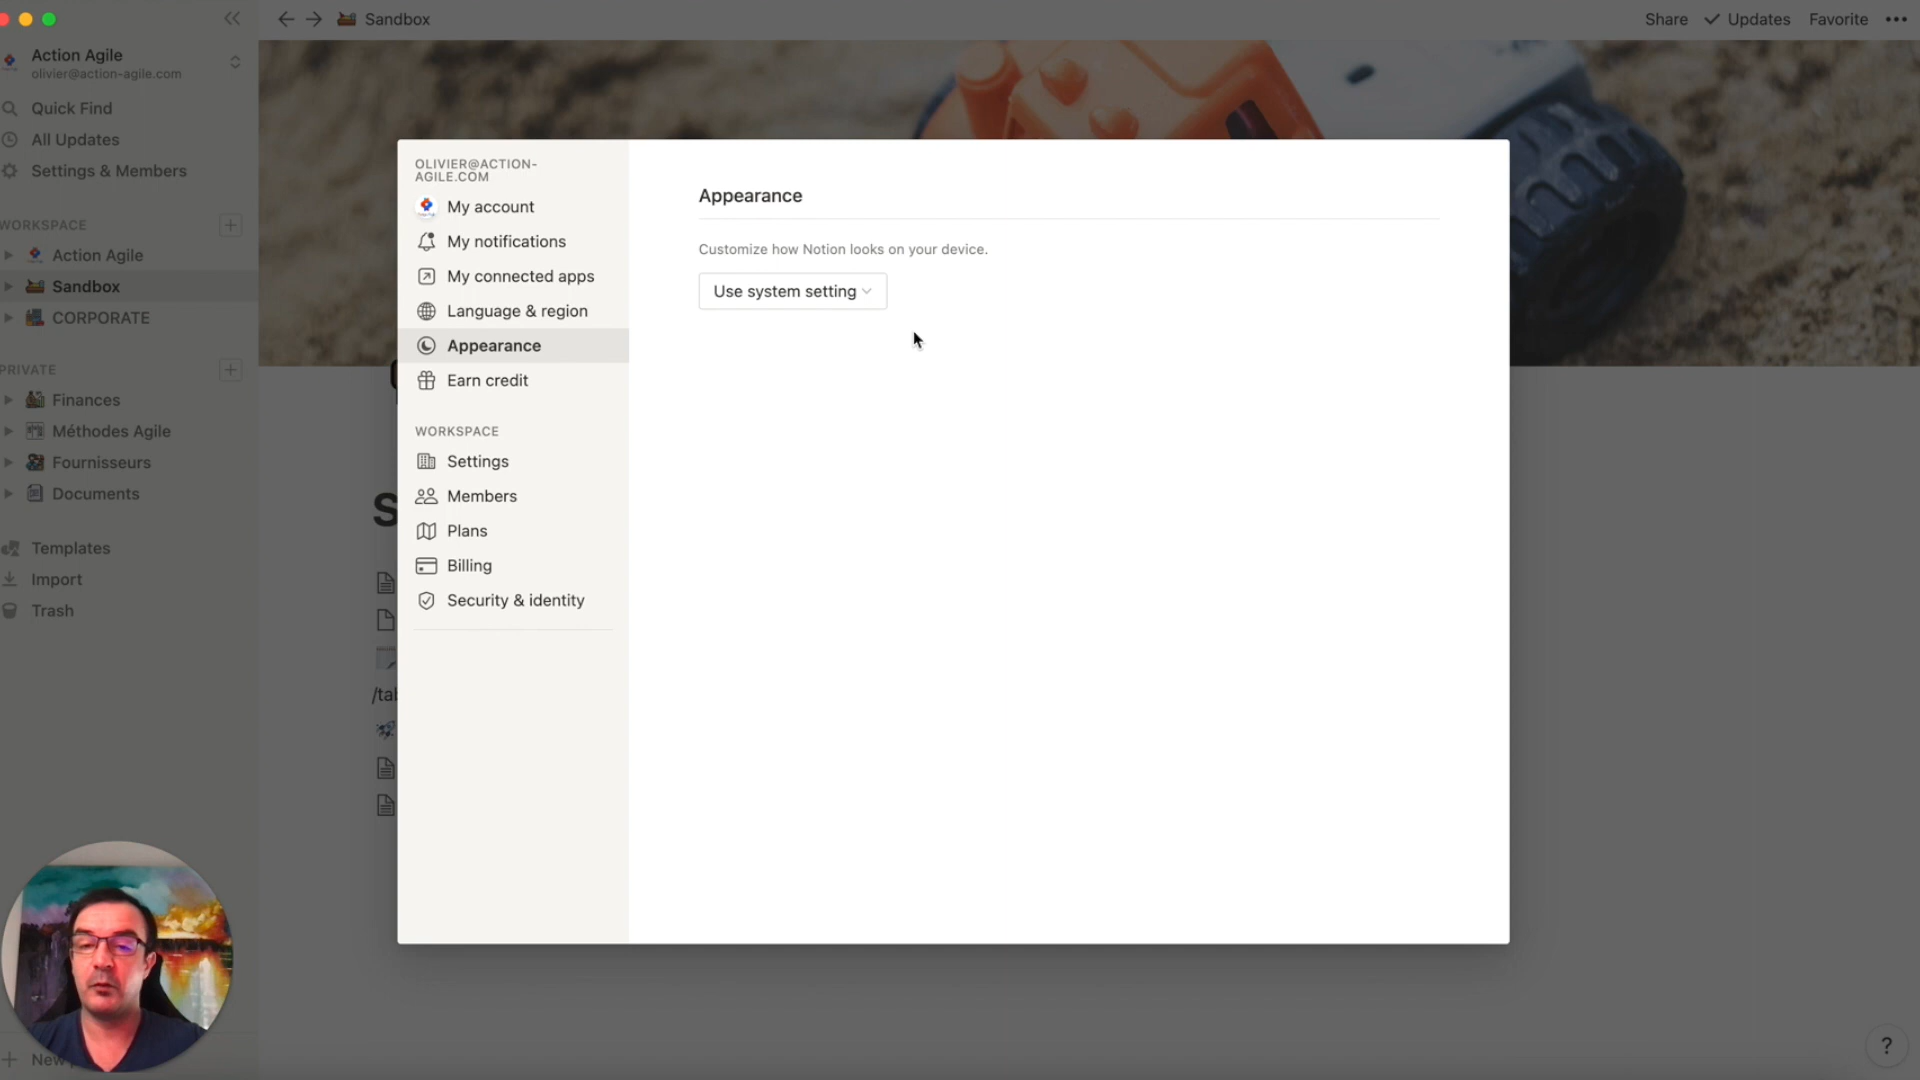 Sandbox
Share
Updates
Favorite
Action Agile
olivier@action-agile.com
Quick Find
All Updates
Settings & Members
WORKSPACE
Action Agile
Sandbox
CORPORATE
PRIVATE
Finances
Méthodes Agile
Fournisseurs
Documents
Templates
Import
Trash
New
OLIVIER@ACTION-
AGILE.COM
My account
My notifications
My connected apps
Language & region
Appearance
Earn credit
WORKSPACE
Settings
Members
Plans
Billing
Security & identity
Appearance
Customize how Notion looks on your device.
Use system setting
S
/tab
?